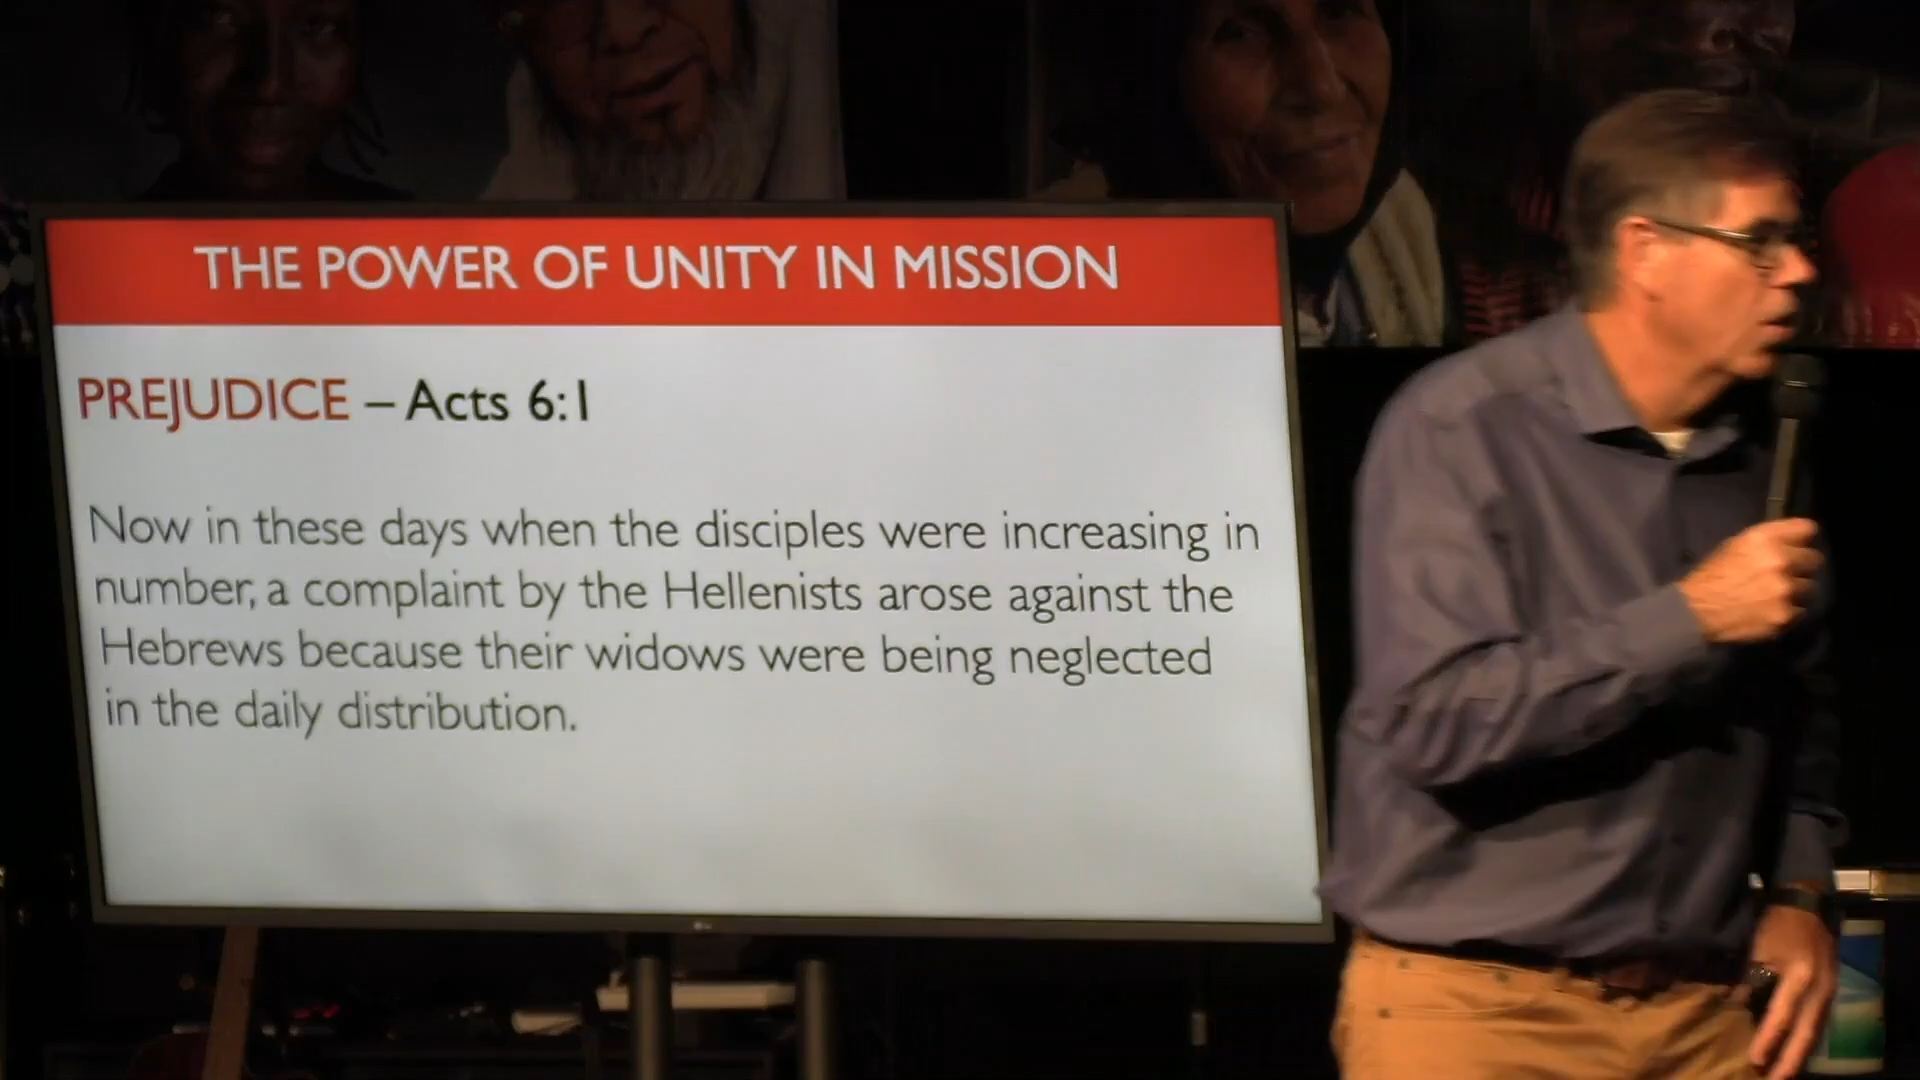 THE POWER OF UNITY IN MISSION
PREJUDICE – Acts 6:1
Now in these days when the disciples were increasing in
number, a complaint by the Hellenists arose against the
Hebrews because their widows were being neglected
in the daily distribution.